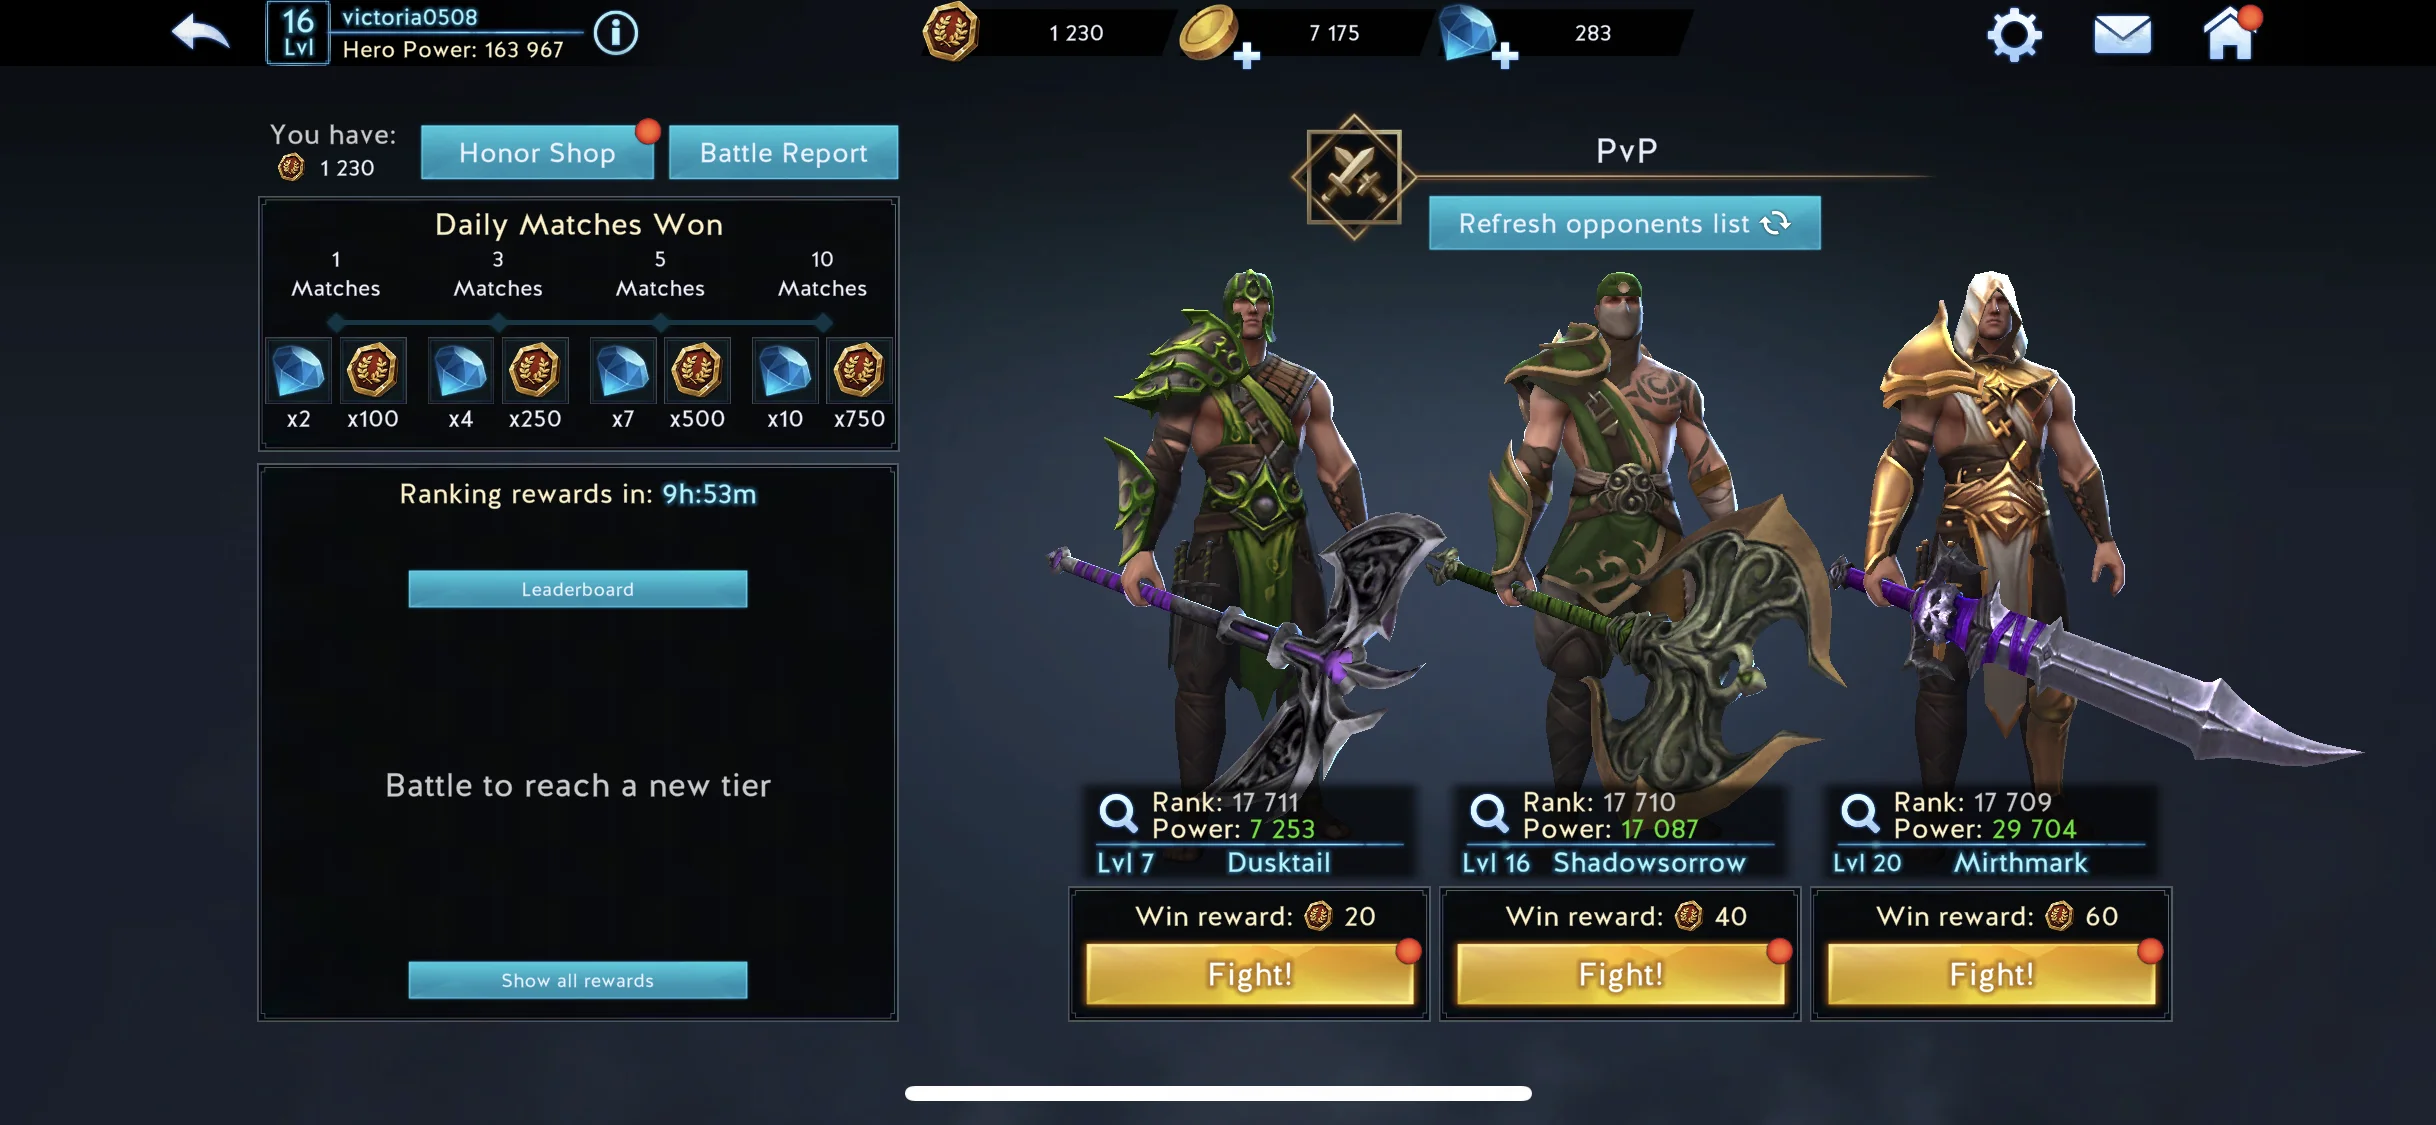 16
Lvl
victoria0508
Hero Power: 163 967
1 230
7 175
283
You have:
1 230
Honor Shop
Battle Report
Daily Matches Won
1 3 5 10
Matches Matches Matches Matches
x2 x100 x4 x250 x7 x500 x10 x750
Ranking rewards in: 9h:53m
Leaderboard
Battle to reach a new tier
Show all rewards
PvP
Refresh opponents list
Rank: 17 711
Power: 7 253
Lvl 7 Dusktail
Win reward: 20
Fight!
Rank: 17 710
Power: 17 087
Lvl 16 Shadowsorrow
Win reward: 40
Fight!
Rank: 17 709
Power: 29 704
Lvl 20 Mirthmark
Win reward: 60
Fight!